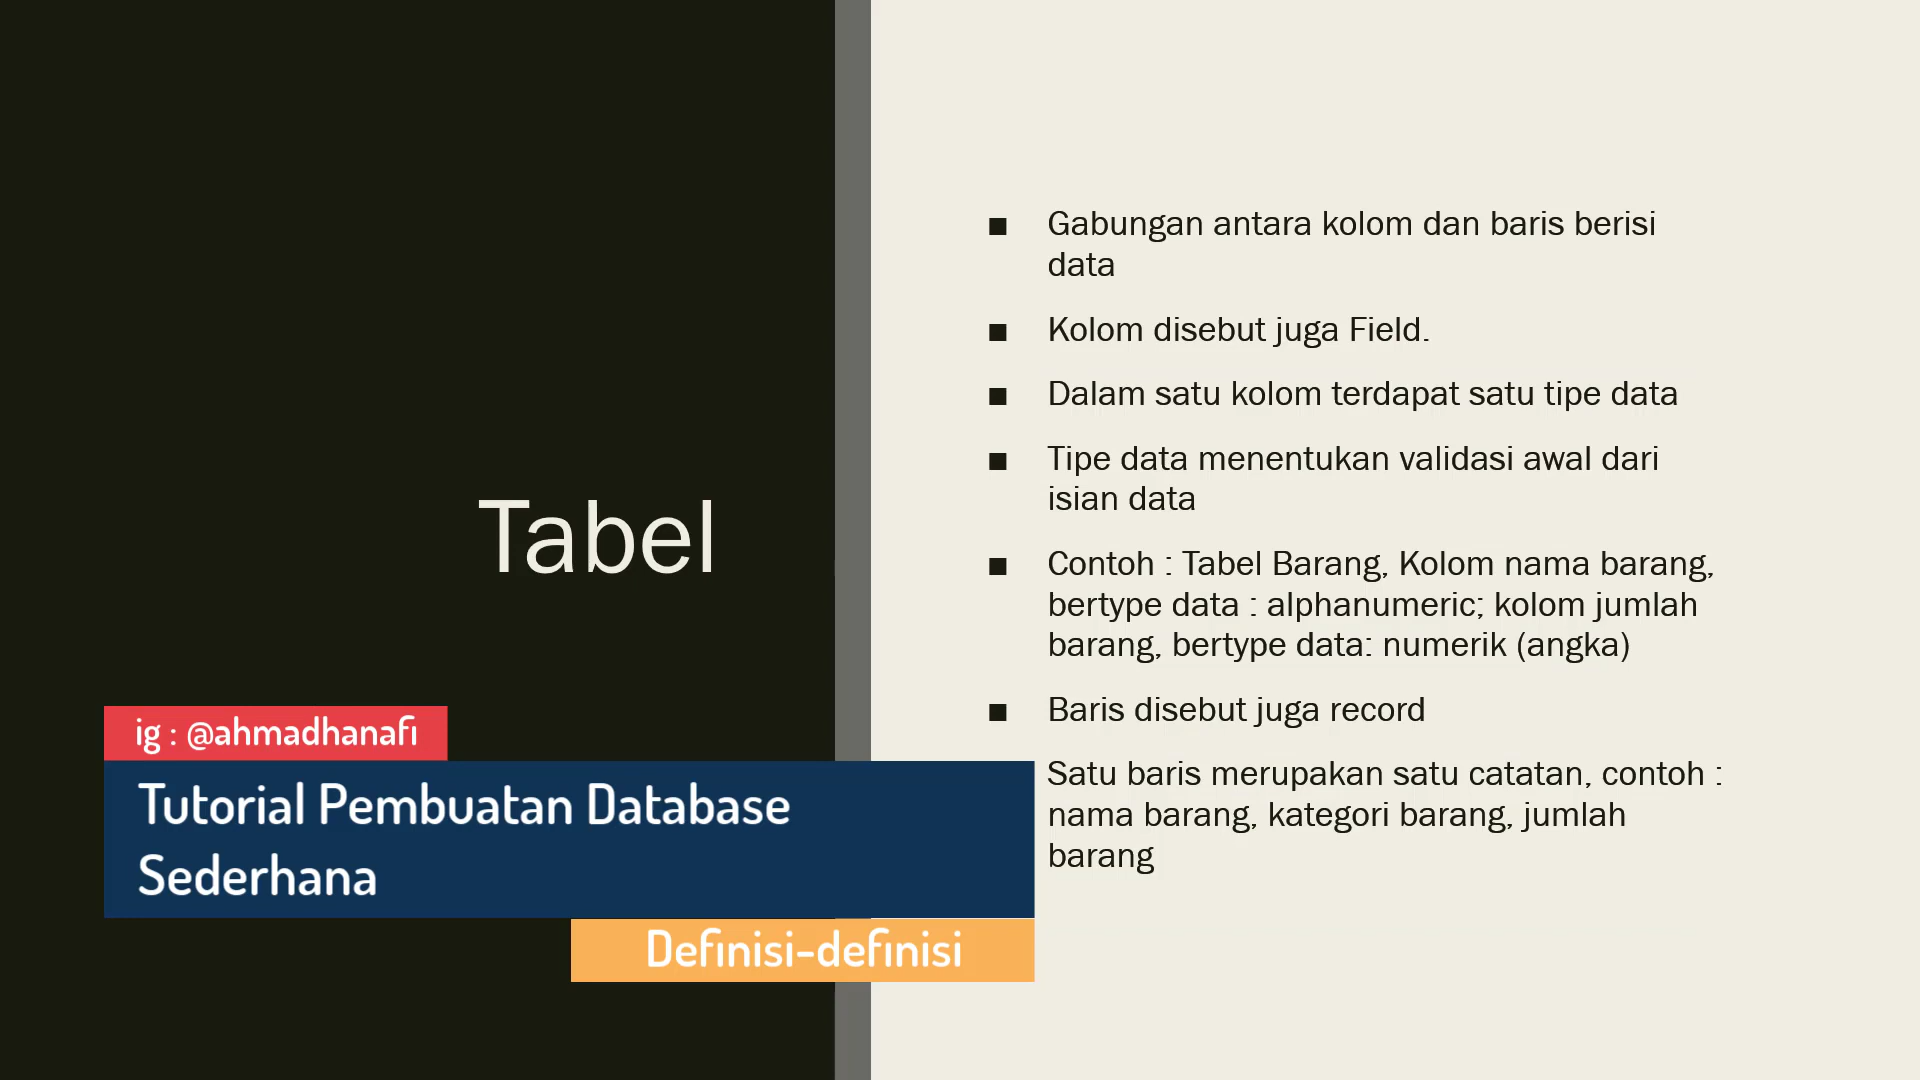 Tabel
■ Gabungan antara kolom dan baris berisi
data
■ Kolom disebut juga Field.
■ Dalam satu kolom terdapat satu tipe data
■ Tipe data menentukan validasi awal dari
isian data
■ Contoh : Tabel Barang, Kolom nama barang,
bertype data : alphanumeric; kolom jumlah
barang, bertype data: numerik (angka)
■ Baris disebut juga record
Satu baris merupakan satu catatan, contoh :
nama barang, kategori barang, jumlah
barang
ig : @ahmadhanafi
Tutorial Pembuatan Database
Sederhana
Definisi-definisi